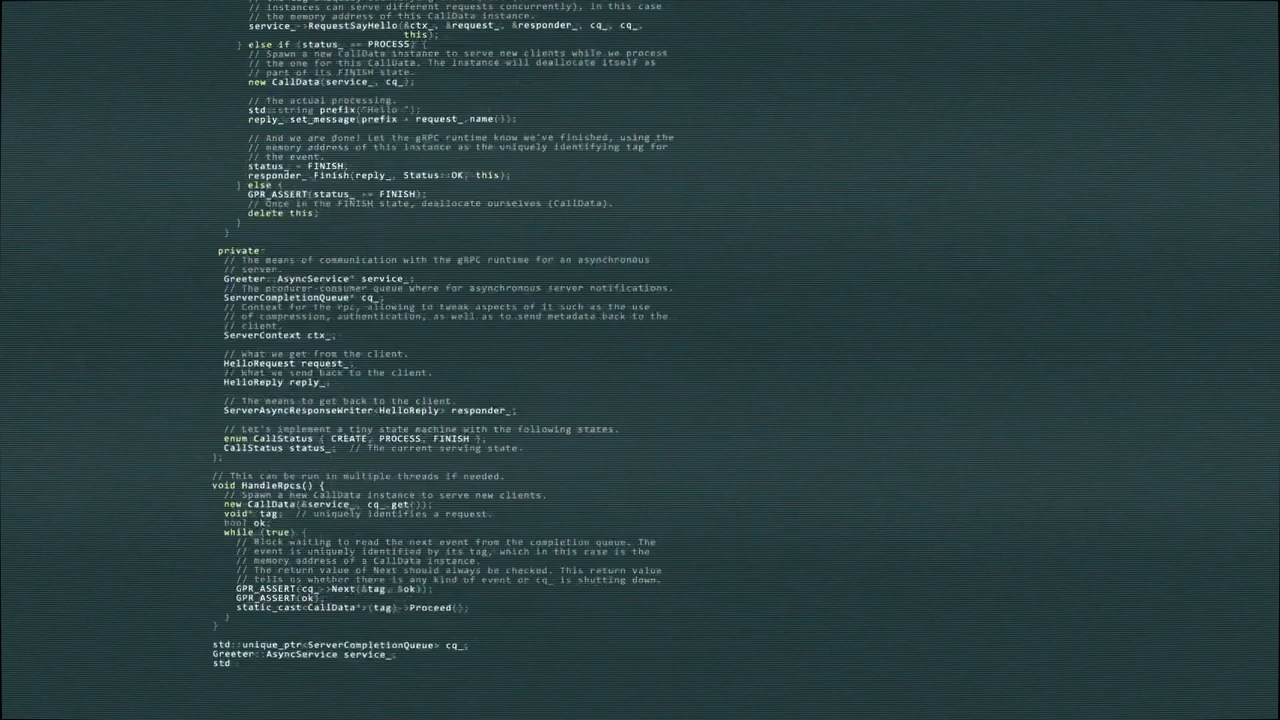 // instances can serve different requests concurrently), in this case
// the memory address of this CallData instance.
service_->RequestSayHello(&ctx_, &request_, &responder_, cq_, cq_,
this);
} else if (status_ == PROCESS) {
// Spawn a new CallData instance to serve new clients while we process
// the one for this CallData. The instance will deallocate itself as
// part of its FINISH state.
new CallData(service_, cq_);
// The actual processing.
std::string prefix("Hello ");
reply_.set_message(prefix + request_.name());
// And we are done! Let the gRPC runtime know we've finished, using the
// memory address of this instance as the uniquely identifying tag for
// the event.
status_ = FINISH;
responder_.Finish(reply_, Status::OK, this);
} else {
GPR_ASSERT(status_ == FINISH);
// Once in the FINISH state, deallocate ourselves (CallData).
delete this;
}
}
private:
// The means of communication with the gRPC runtime for an asynchronous
// server.
Greeter::AsyncService* service_;
// The producer-consumer queue where for asynchronous server notifications.
ServerCompletionQueue* cq_;
// Context for the rpc, allowing to tweak aspects of it such as the use
// of compression, authentication, as well as to send metadata back to the
// client.
ServerContext ctx_;
// What we get from the client.
HelloRequest request_;
// What we send back to the client.
HelloReply reply_;
// The means to get back to the client.
ServerAsyncResponseWriter<HelloReply> responder_;
// Let's implement a tiny state machine with the following states.
enum CallStatus { CREATE, PROCESS, FINISH };
CallStatus status_;  // The current serving state.
};
// This can be run in multiple threads if needed.
void HandleRpcs() {
// Spawn a new CallData instance to serve new clients.
new CallData(&service_, cq_.get());
void* tag;  // uniquely identifies a request.
bool ok;
while (true) {
// Block waiting to read the next event from the completion queue. The
// event is uniquely identified by its tag, which in this case is the
// memory address of a CallData instance.
// The return value of Next should always be checked. This return value
// tells us whether there is any kind of event or cq_ is shutting down.
GPR_ASSERT(cq_->Next(&tag, &ok));
GPR_ASSERT(ok);
static_cast<CallData*>(tag)->Proceed();
}
}
std::unique_ptr<ServerCompletionQueue> cq_;
Greeter::AsyncService service_;
std: